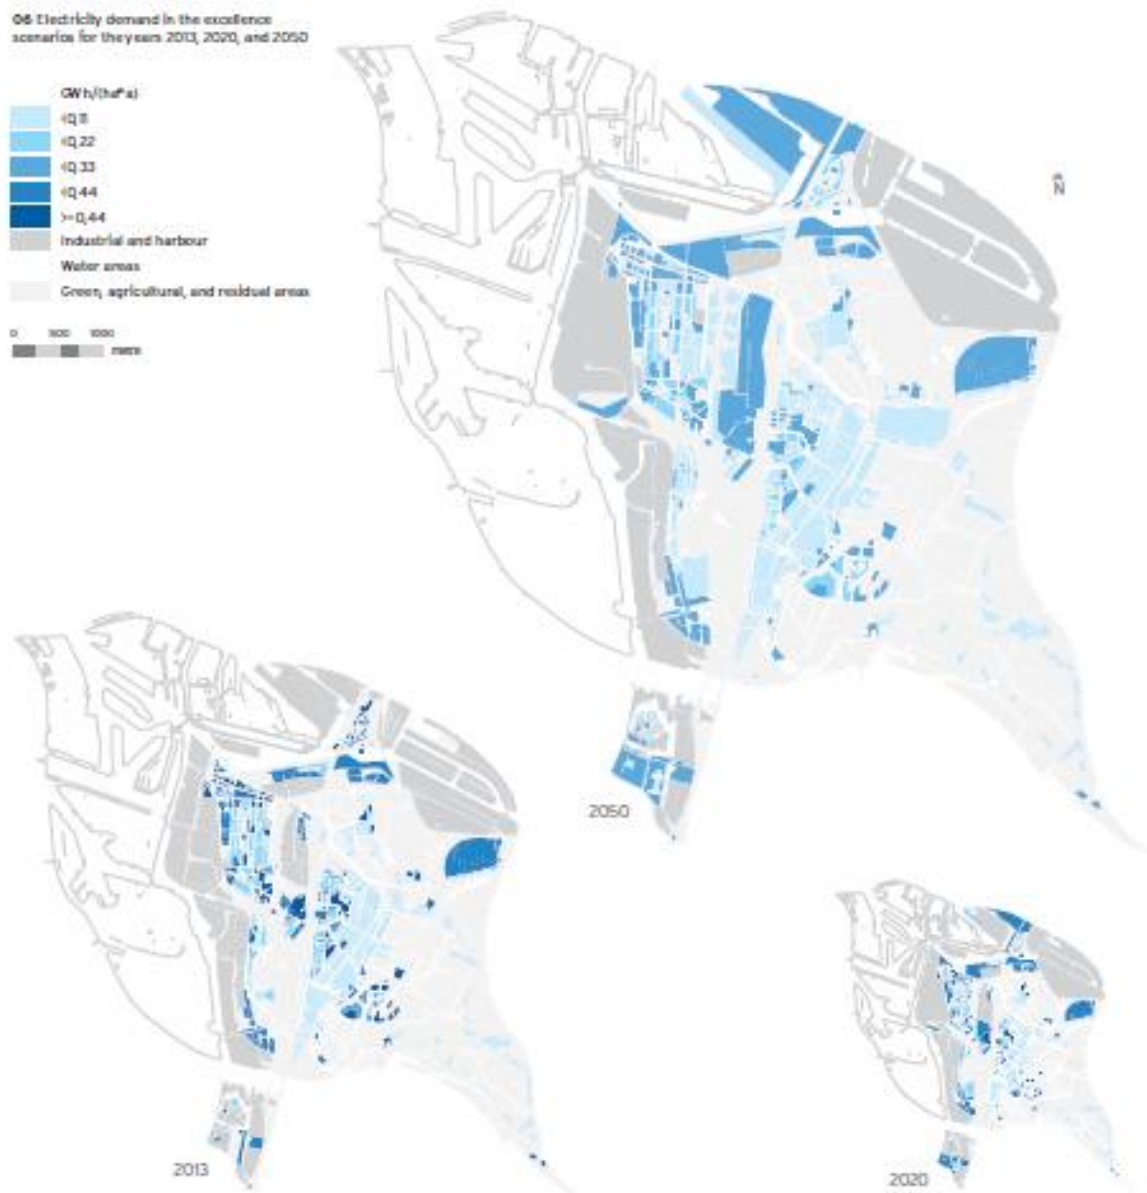 06 Electricity demand in the excellence
scenarios for the years 2013, 2020, and 2050
GWh/(ha*a)
<0,11
<0,22
<0,33
<0,44
>=0,44
Industrial and harbour
Water areas
Green, agricultural, and residual areas
0 500 1000
metre
N
2050
2013
2020